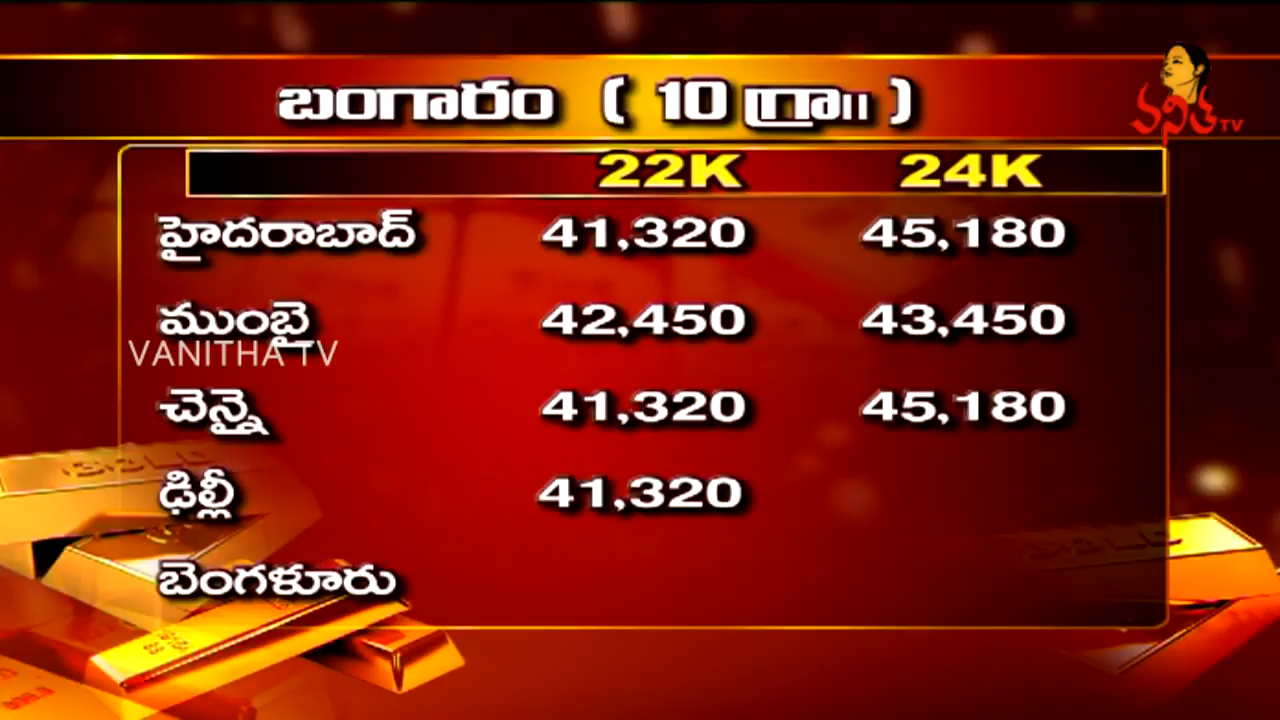 బంగారం ( 10 గ్రా॥ )
వనిత TV
22K 24K
హైదరాబాద్ 41,320 45,180
ముంబై 42,450 43,450
VANITHA TV
చెన్నై 41,320 45,180
ఢిల్లీ 41,320
బెంగళూరు